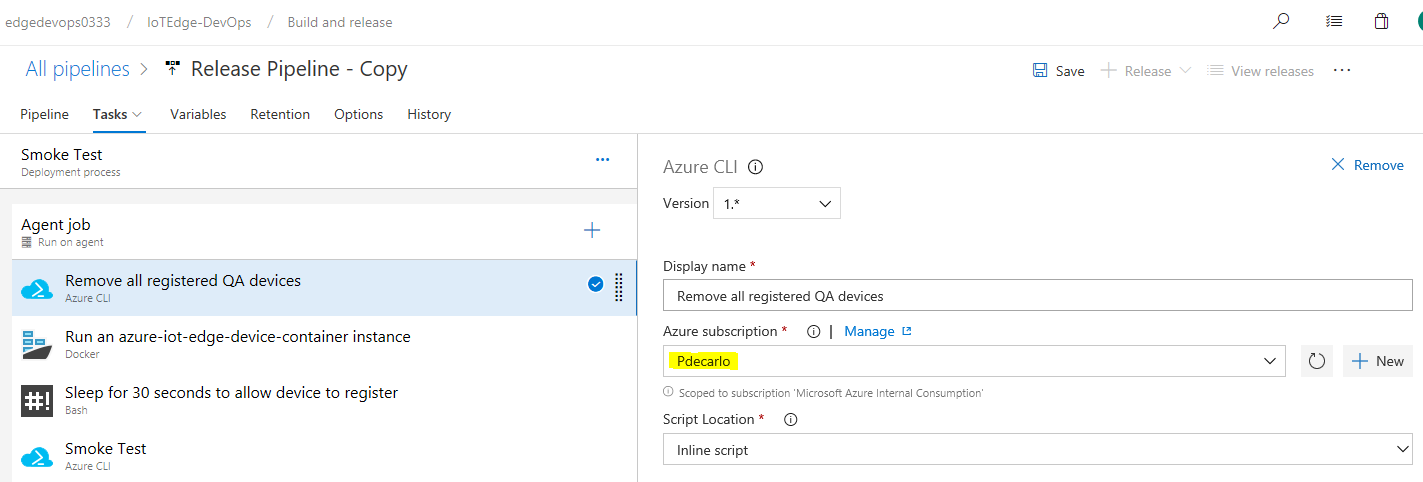 edgedevops0333 / IoTEdge-DevOps / Build and release
All pipelines > Release Pipeline - Copy
Save + Release View releases ...
Pipeline Tasks Variables Retention Options History
Smoke Test
Deployment process
...
Agent job
Run on agent
Remove all registered QA devices
Azure CLI
Run an azure-iot-edge-device-container instance
Docker
#!
Sleep for 30 seconds to allow device to register
Bash
Smoke Test
Azure CLI
Azure CLI
Remove
Version 1.*
Display name *
Remove all registered QA devices
Azure subscription * | Manage
Pdecarlo
New
Scoped to subscription 'Microsoft Azure Internal Consumption'
Script Location *
Inline script